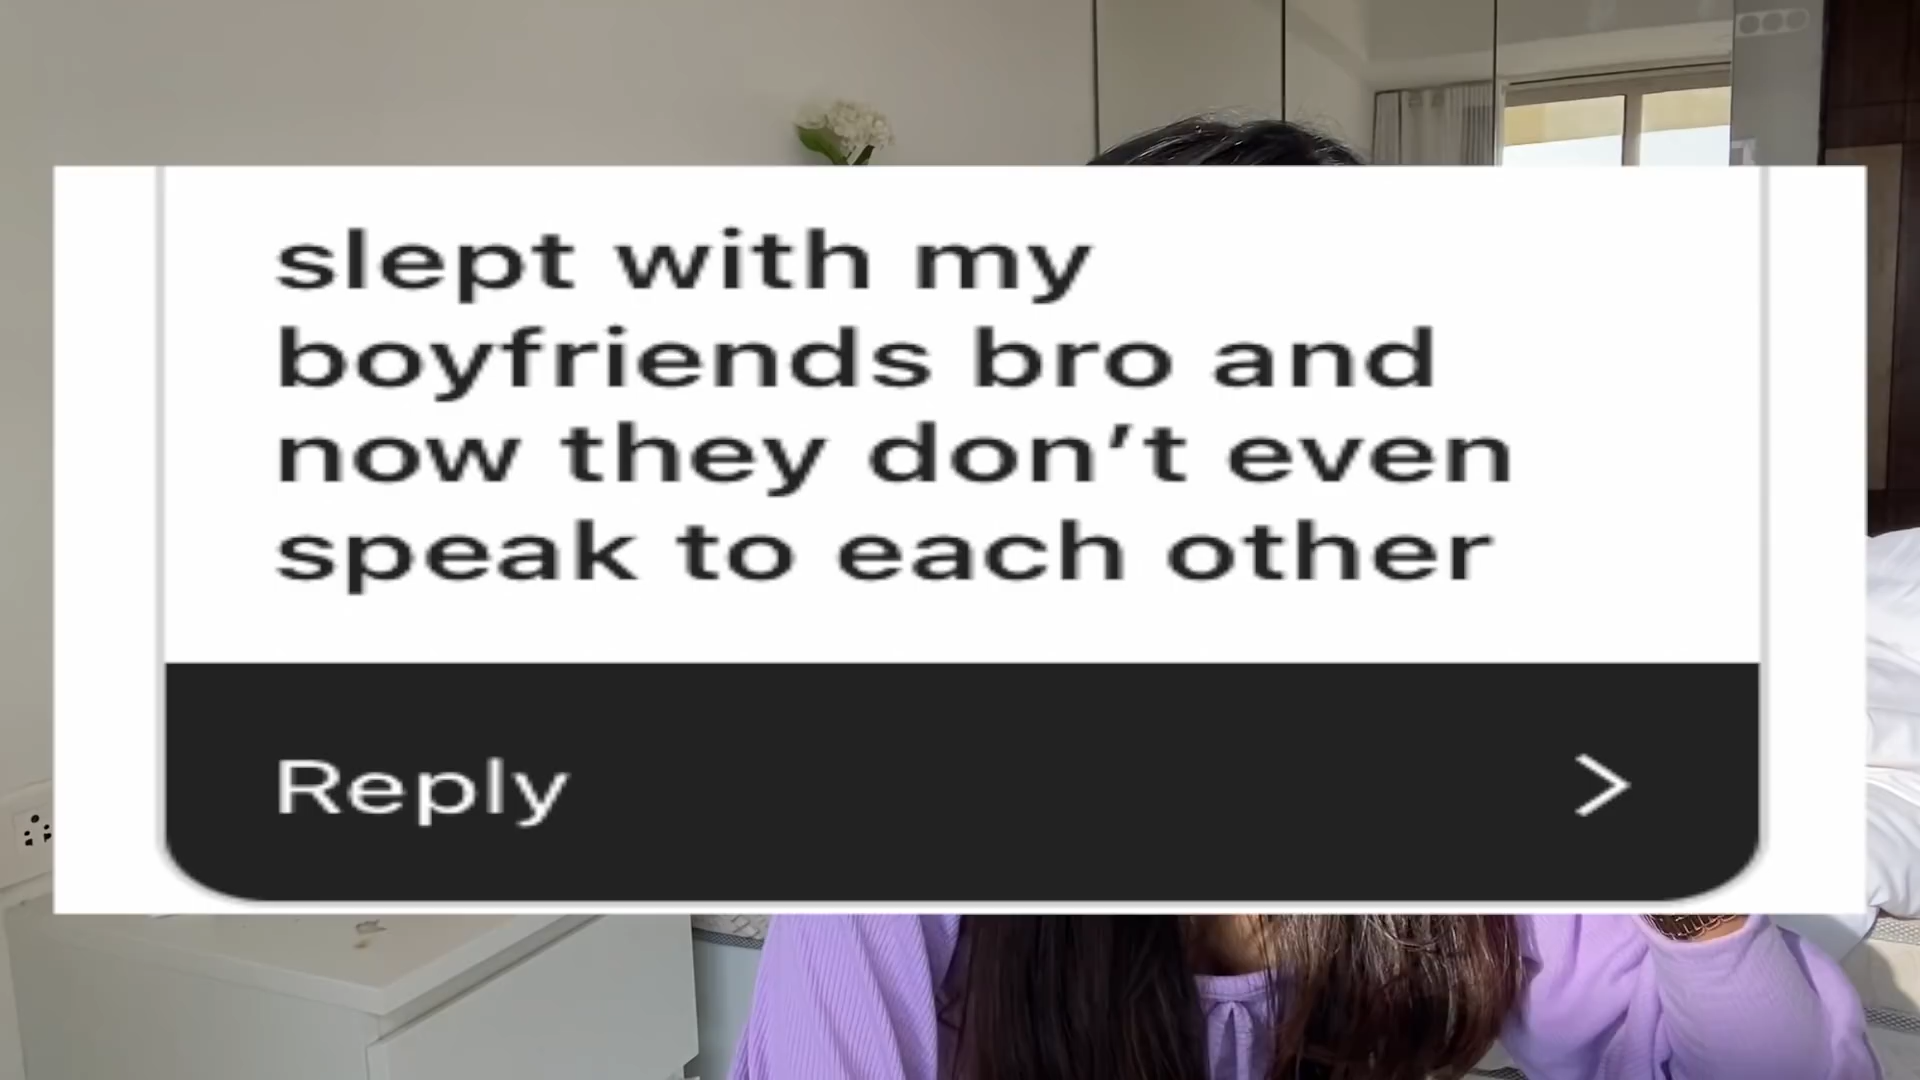 slept with my
boyfriends bro and
now they don't even
speak to each other
Reply